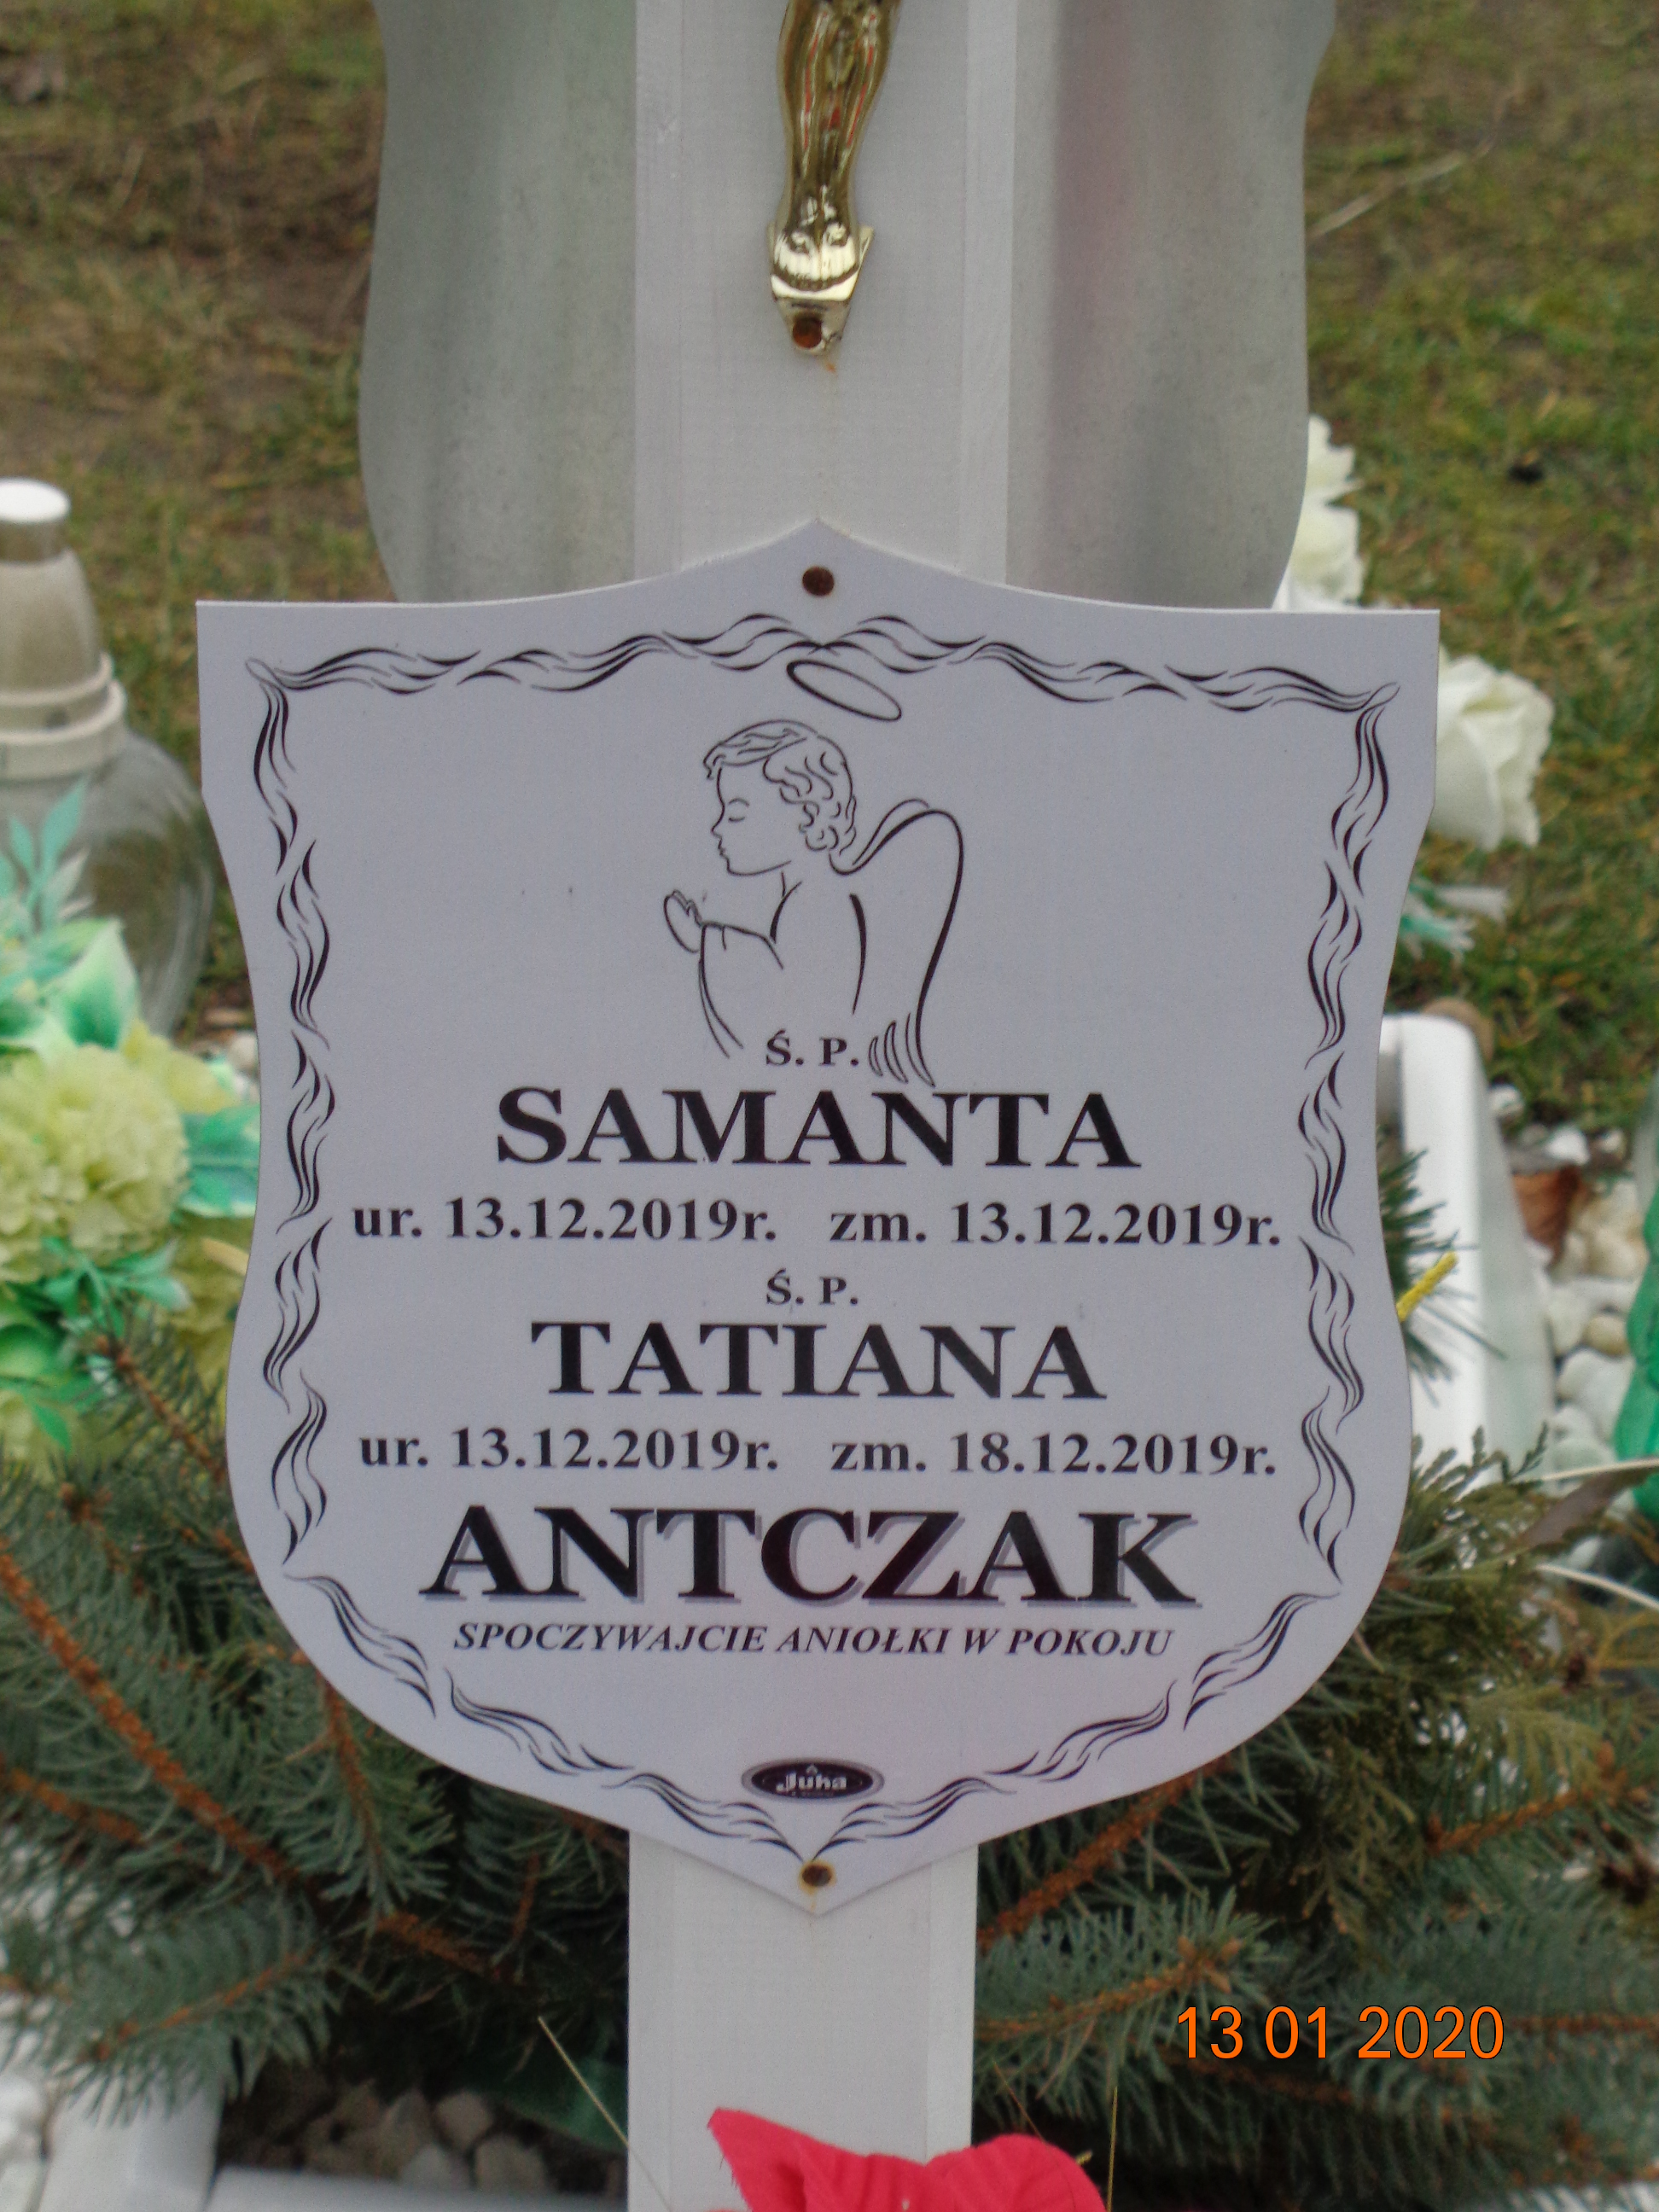 Ś. P.
SAMANTA
ur. 13.12.2019r. zm. 13.12.2019r.
Ś. P.
TATIANA
ur. 13.12.2019r. zm. 18.12.2019r.
ANTCZAK
SPOCZYWAJCIE ANIOŁKI W POKOJU
Juha
13 01 2020